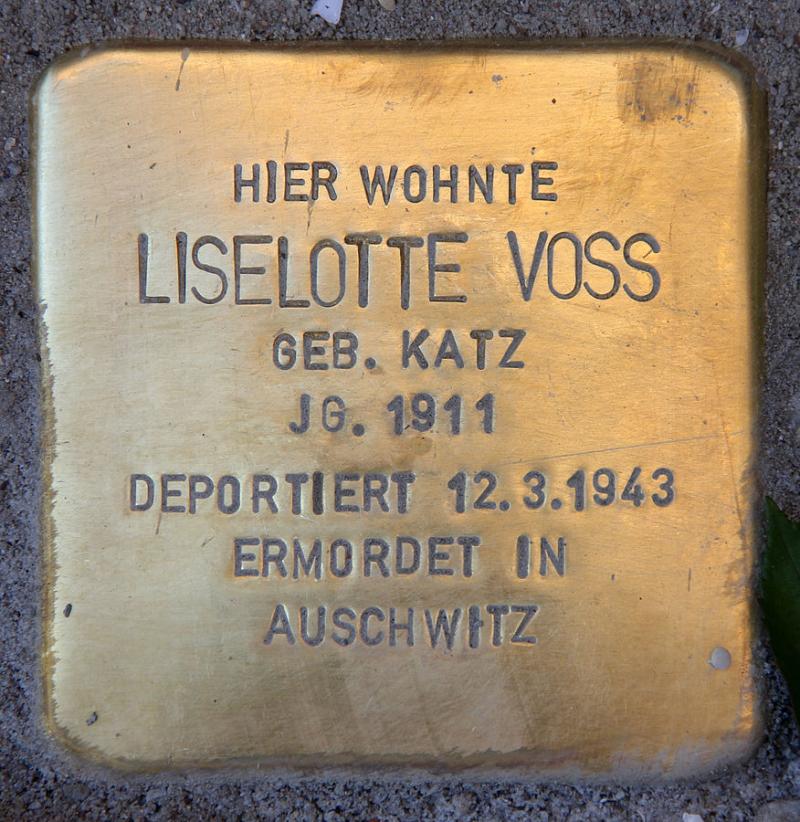 HIER WOHNTE
LISELOTTE VOSS
GEB. KATZ
JG. 1911
DEPORTIERT 12.3.1943
ERMORDET IN
AUSCHWITZ